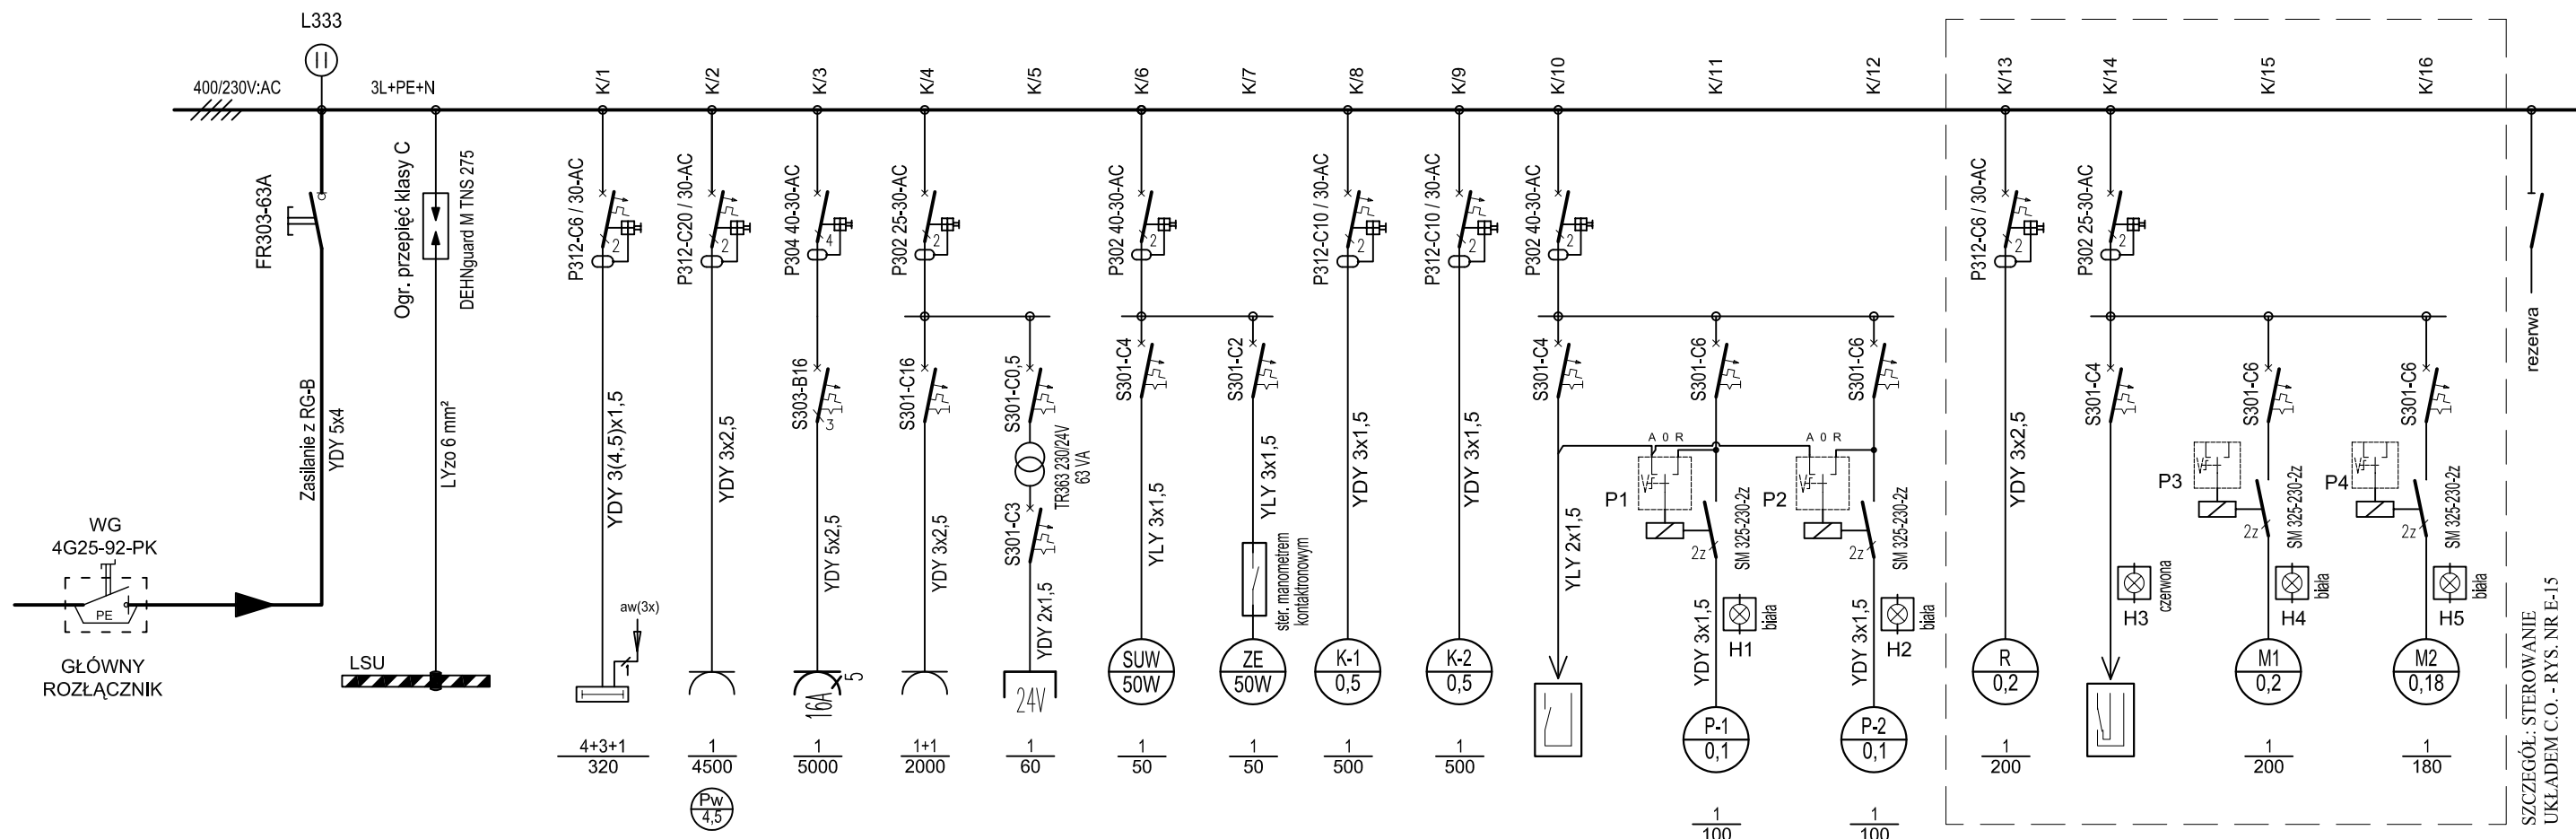 L333
400/230V:AC
3L+PE+N
K/1
K/2
K/3
K/4
K/5
K/6
K/7
K/8
K/9
K/10
K/11
K/12
K/13
K/14
K/15
K/16
FR303-63A
Ogr. przepięć klasy C
DEHNguard M TNS 275
P312-C6 / 30-AC
2
P312-C20 / 30-AC
2
P304 40-30-AC
4
P302 25-30-AC
2
P302 40-30-AC
2
P312-C10 / 30-AC
2
P312-C10 / 30-AC
2
P302 40-30-AC
2
P312-C6 / 30-AC
2
P302 25-30-AC
2
rezerwa
Zasilanie z RG-B
YDY 5x4
LYżo 6 mm²
YDY 3(4,5)x1,5
YDY 3x2,5
S303-B16
3
YDY 5x2,5
S301-C16
YDY 3x2,5
S301-C0,5
TR363 230/24V
63 VA
S301-C3
YDY 2x1,5
S301-C4
YLY 3x1,5
S301-C2
YLY 3x1,5
ster. manometrem
kontaktronowym
YDY 3x1,5
YDY 3x1,5
S301-C4
YLY 2x1,5
S301-C6
A 0 R
P1
2z
SM 325-230-2z
YDY 3x1,5
H1
biała
S301-C6
A 0 R
P2
2z
SM 325-230-2z
YDY 3x1,5
H2
biała
YDY 3x2,5
S301-C4
H3
czerwona
S301-C6
P3
2z
SM 325-230-2z
H4
biała
S301-C6
P4
2z
SM 325-230-2z
H5
biała
WG
4G25-92-PK
PE
GŁÓWNY
ROZŁĄCZNIK
LSU
aw(3x)
16A
5
24V
SUW
50W
ZE
50W
K-1
0,5
K-2
0,5
P-1
0,1
P-2
0,1
R
0,2
M1
0,2
M2
0,18
4+3+1
320
1
4500
Pw
4,5
1
5000
1+1
2000
1
60
1
50
1
50
1
500
1
500
1
100
1
100
1
200
1
200
1
180
SZCZEGÓŁ: STEROWANIE
UKŁADEM C.O. - RYS. NR E-15